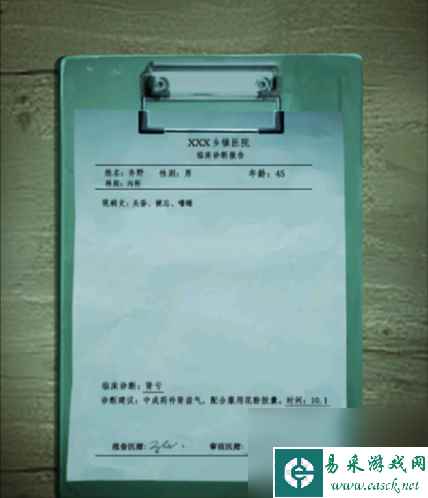 XXX乡镇医院
临床诊断报告
姓名：乔野 性别：男 年龄：45
科别：内科
现病史：头昏、健忘、嗜睡
临床诊断：肾亏
诊断建议：中成药补肾益气，配合服用花粉胶囊。时间：10.1
报告医师： 审核医师：
易采游戏网
www.easck.net